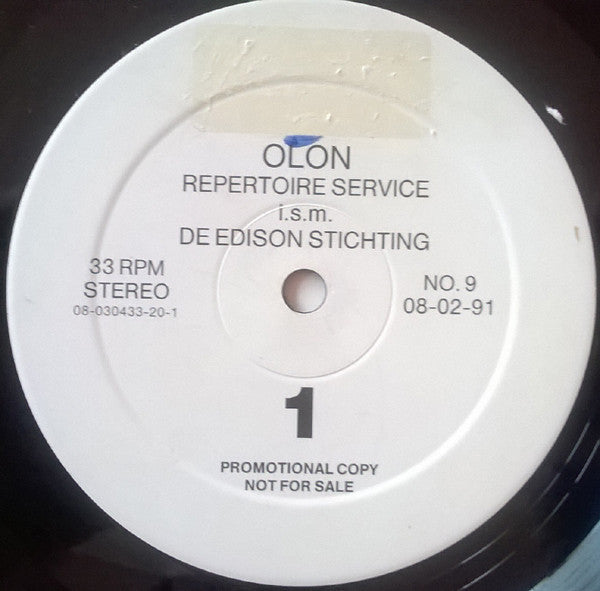 OLON
REPERTOIRE SERVICE
i.s.m.
DE EDISON STICHTING
33 RPM
STEREO
08-030433-20-1
NO. 9
08-02-91
1
PROMOTIONAL COPY
NOT FOR SALE